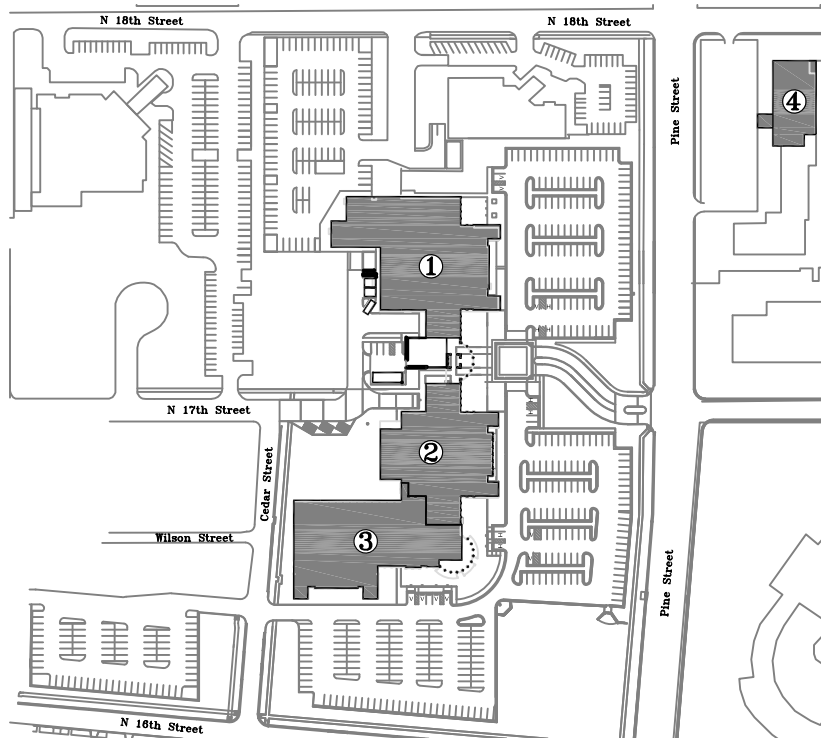 N 18th Street
N 18th Street
Pine Street
4
1
N 17th Street
2
Cedar Street
Wilson Street
3
Pine Street
N 16th Street